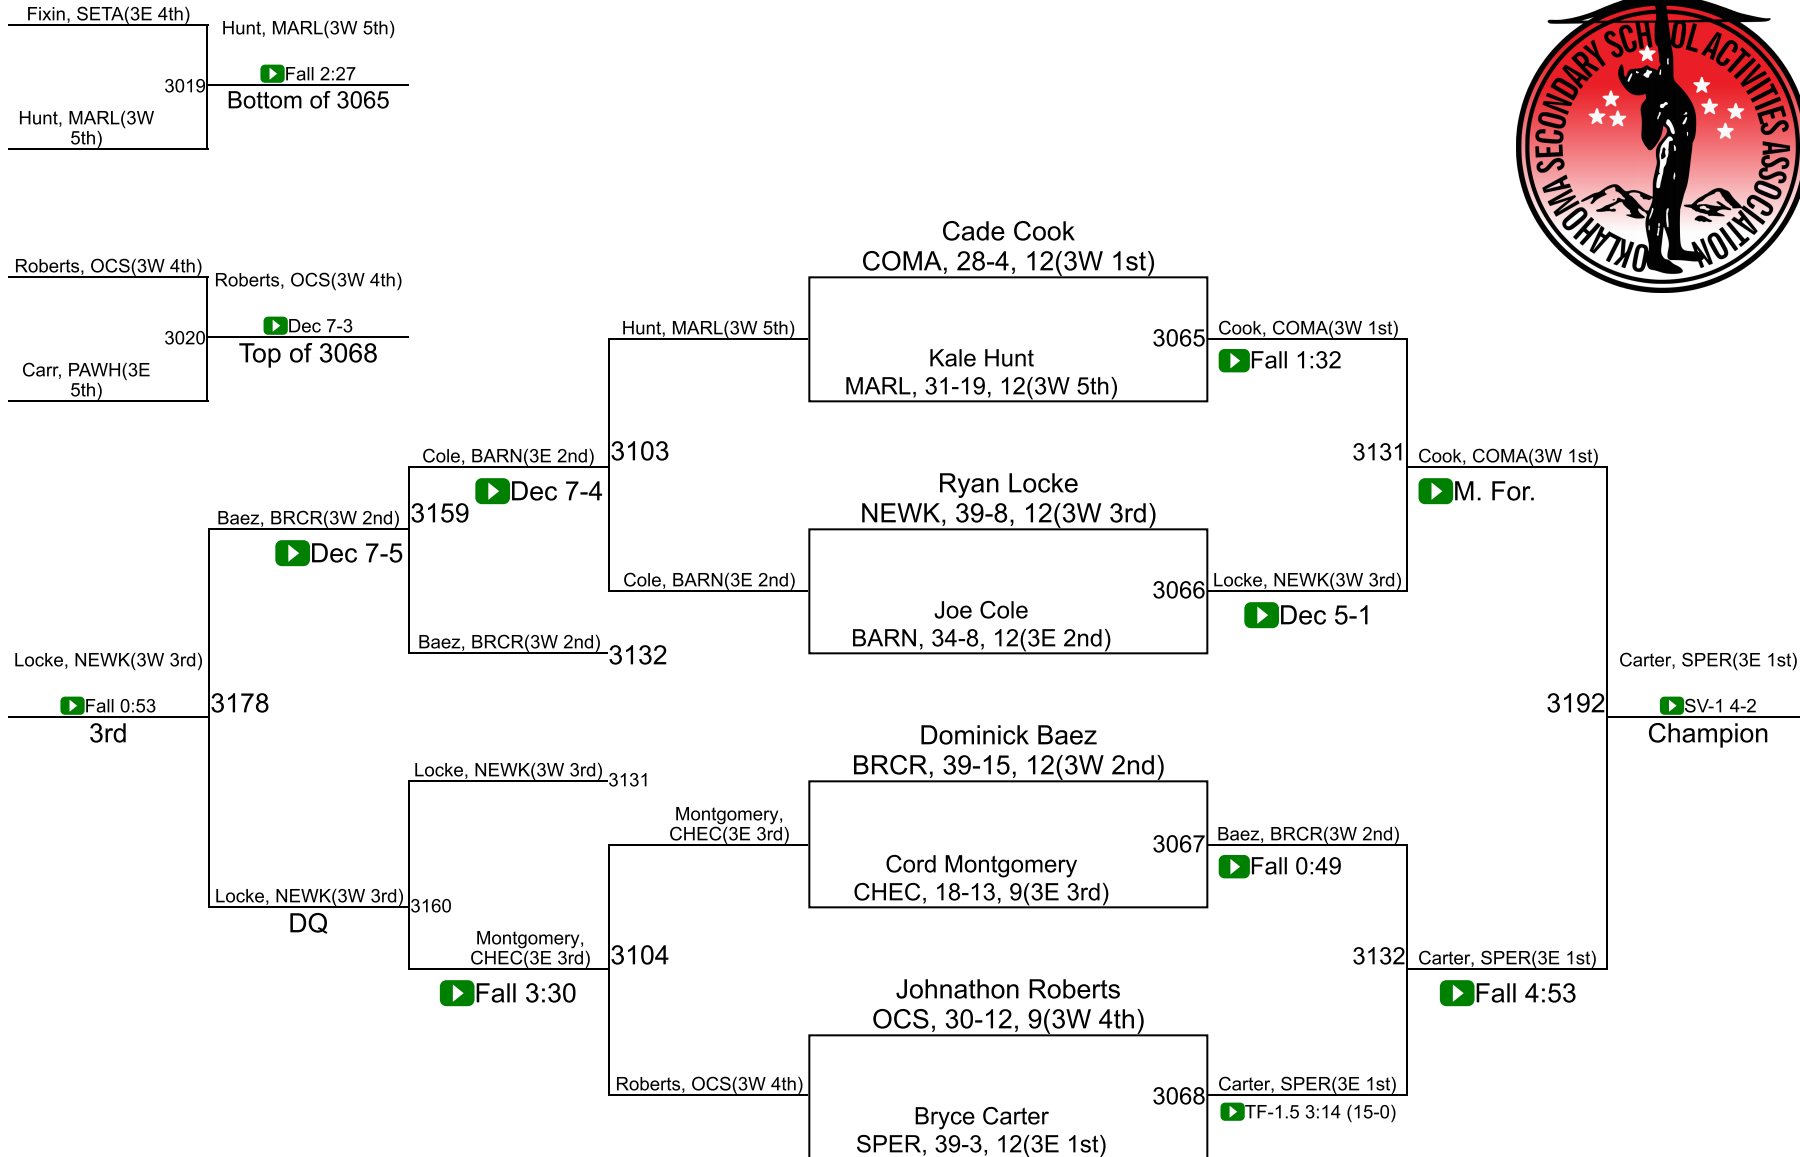 Fixin, SETA(3E 4th)
Hunt, MARL(3W 5th)
3019
Fall 2:27
Bottom of 3065
Hunt, MARL(3W
5th)
OKLAHOMA SECONDARY SCHOOL ACTIVITIES ASSOCIATION
Roberts, OCS(3W 4th)
Roberts, OCS(3W 4th)
3020
Dec 7-3
Top of 3068
Carr, PAWH(3E
5th)
Cade Cook
COMA, 28-4, 12(3W 1st)
Hunt, MARL(3W 5th)
3065
Cook, COMA(3W 1st)
Fall 1:32
Kale Hunt
MARL, 31-19, 12(3W 5th)
Cole, BARN(3E 2nd)
3103
Dec 7-4
3131
Cook, COMA(3W 1st)
M. For.
Ryan Locke
NEWK, 39-8, 12(3W 3rd)
Baez, BRCR(3W 2nd)
3159
Dec 7-5
Cole, BARN(3E 2nd)
3066
Locke, NEWK(3W 3rd)
Dec 5-1
Joe Cole
BARN, 34-8, 12(3E 2nd)
Baez, BRCR(3W 2nd)
3132
Locke, NEWK(3W 3rd)
Fall 0:53
3rd
3178
3192
Carter, SPER(3E 1st)
SV-1 4-2
Champion
Dominick Baez
BRCR, 39-15, 12(3W 2nd)
Locke, NEWK(3W 3rd)
3131
Montgomery,
CHEC(3E 3rd)
3067
Baez, BRCR(3W 2nd)
Fall 0:49
Cord Montgomery
CHEC, 18-13, 9(3E 3rd)
Locke, NEWK(3W 3rd)
3160
DQ
Montgomery,
CHEC(3E 3rd)
3104
Fall 3:30
3132
Carter, SPER(3E 1st)
Fall 4:53
Johnathon Roberts
OCS, 30-12, 9(3W 4th)
Roberts, OCS(3W 4th)
3068
Carter, SPER(3E 1st)
TF-1.5 3:14 (15-0)
Bryce Carter
SPER, 39-3, 12(3E 1st)